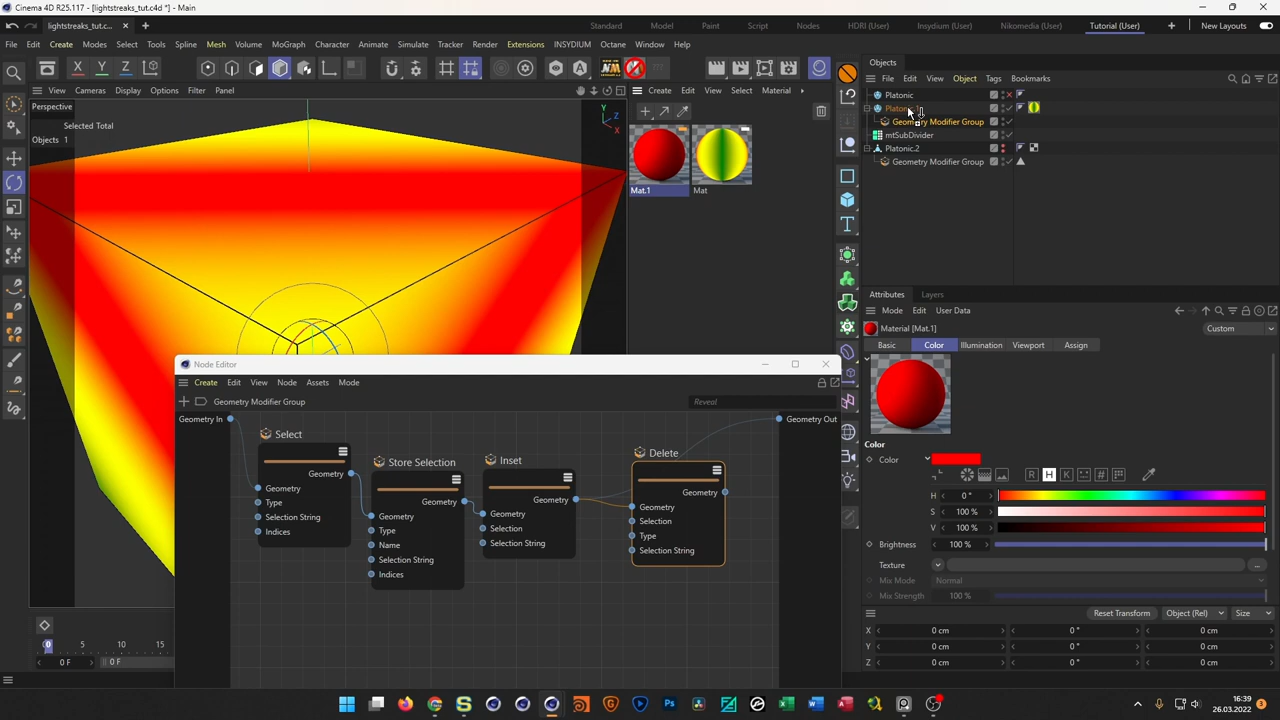 Cinema 4D R25.117 - [lightstreaks_tut.c4d *] - Main
lightstreaks_tut.c...
Standard Model Paint Script Nodes HDRI (User) Insydium (User) Nikomedia (User) Tutorial (User) New Layouts
File Edit Create Modes Select Tools Spline Mesh Volume MoGraph Character Animate Simulate Tracker Render Extensions INSYDIUM Octane Window Help
X Y Z
View Cameras Display Options Filter Panel
Create Edit View Select Material
Objects
File Edit View Object Tags Bookmarks
Perspective
Selected Total
Objects 1
Y
X
Z
Mat.1
Mat
Platonic
Geometry Modifier Group
mtSubDivider
Platonic.2
Geometry Modifier Group
Attributes Layers
Mode Edit User Data
Material [Mat.1]
Custom
Basic Color Illumination Viewport Assign
Color
Color
R H K
H 0 °
S 100 %
V 100 %
Brightness 100 %
Texture
...
Mix Mode Normal
Mix Strength 100 %
Reset Transform Object (Rel) Size
X 0 cm 0 ° 0 cm
Y 0 cm 0 ° 0 cm
Z 0 cm 0 ° 0 cm
Node Editor
Create Edit View Node Assets Mode
Geometry Modifier Group
Reveal
Geometry In
Geometry Out
Select
Geometry
Geometry
Type
Selection String
Indices
Store Selection
Geometry
Geometry
Type
Name
Selection String
Indices
Inset
Geometry
Geometry
Selection
Selection String
Delete
Geometry
Geometry
Selection
Type
Selection String
0 5 10 15
0 F 0 F
16:39
26.03.2022